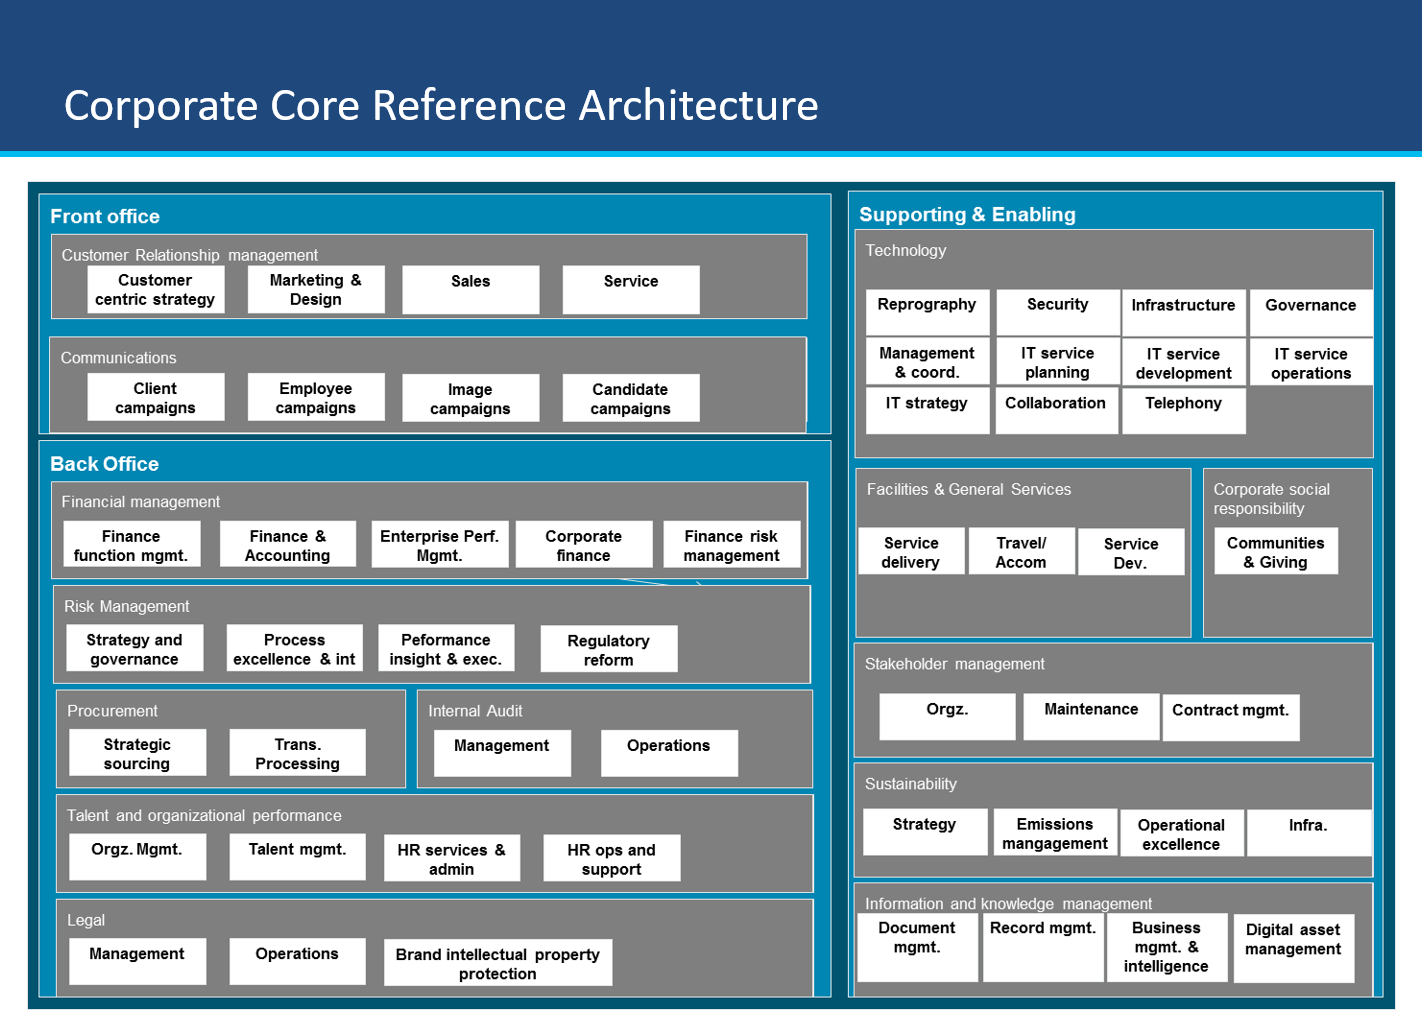 Corporate Core Reference Architecture
Front office
Customer Relationship management
Customer
centric strategy
Marketing &
Design
Sales
Service
Communications
Client
campaigns
Employee
campaigns
Image
campaigns
Candidate
campaigns
Back Office
Financial management
Finance
function mgmt.
Finance &
Accounting
Enterprise Perf.
Mgmt.
Corporate
finance
Finance risk
management
Risk Management
Strategy and
governance
Process
excellence & int
Peformance
insight & exec.
Regulatory
reform
Procurement
Strategic
sourcing
Trans.
Processing
Internal Audit
Management
Operations
Talent and organizational performance
Orgz. Mgmt.
Talent mgmt.
HR services &
admin
HR ops and
support
Legal
Management
Operations
Brand intellectual property
protection
Supporting & Enabling
Technology
Reprography
Security
Infrastructure
Governance
Management
& coord.
IT service
planning
IT service
development
IT service
operations
IT strategy
Collaboration
Telephony
Facilities & General Services
Service
delivery
Travel/
Accom
Service
Dev.
Corporate social
responsibility
Communities
& Giving
Stakeholder management
Orgz.
Maintenance
Contract mgmt.
Sustainability
Strategy
Emissions
mangagement
Operational
excellence
Infra.
Information and knowledge management
Document
mgmt.
Record mgmt.
Business
mgmt. &
intelligence
Digital asset
management